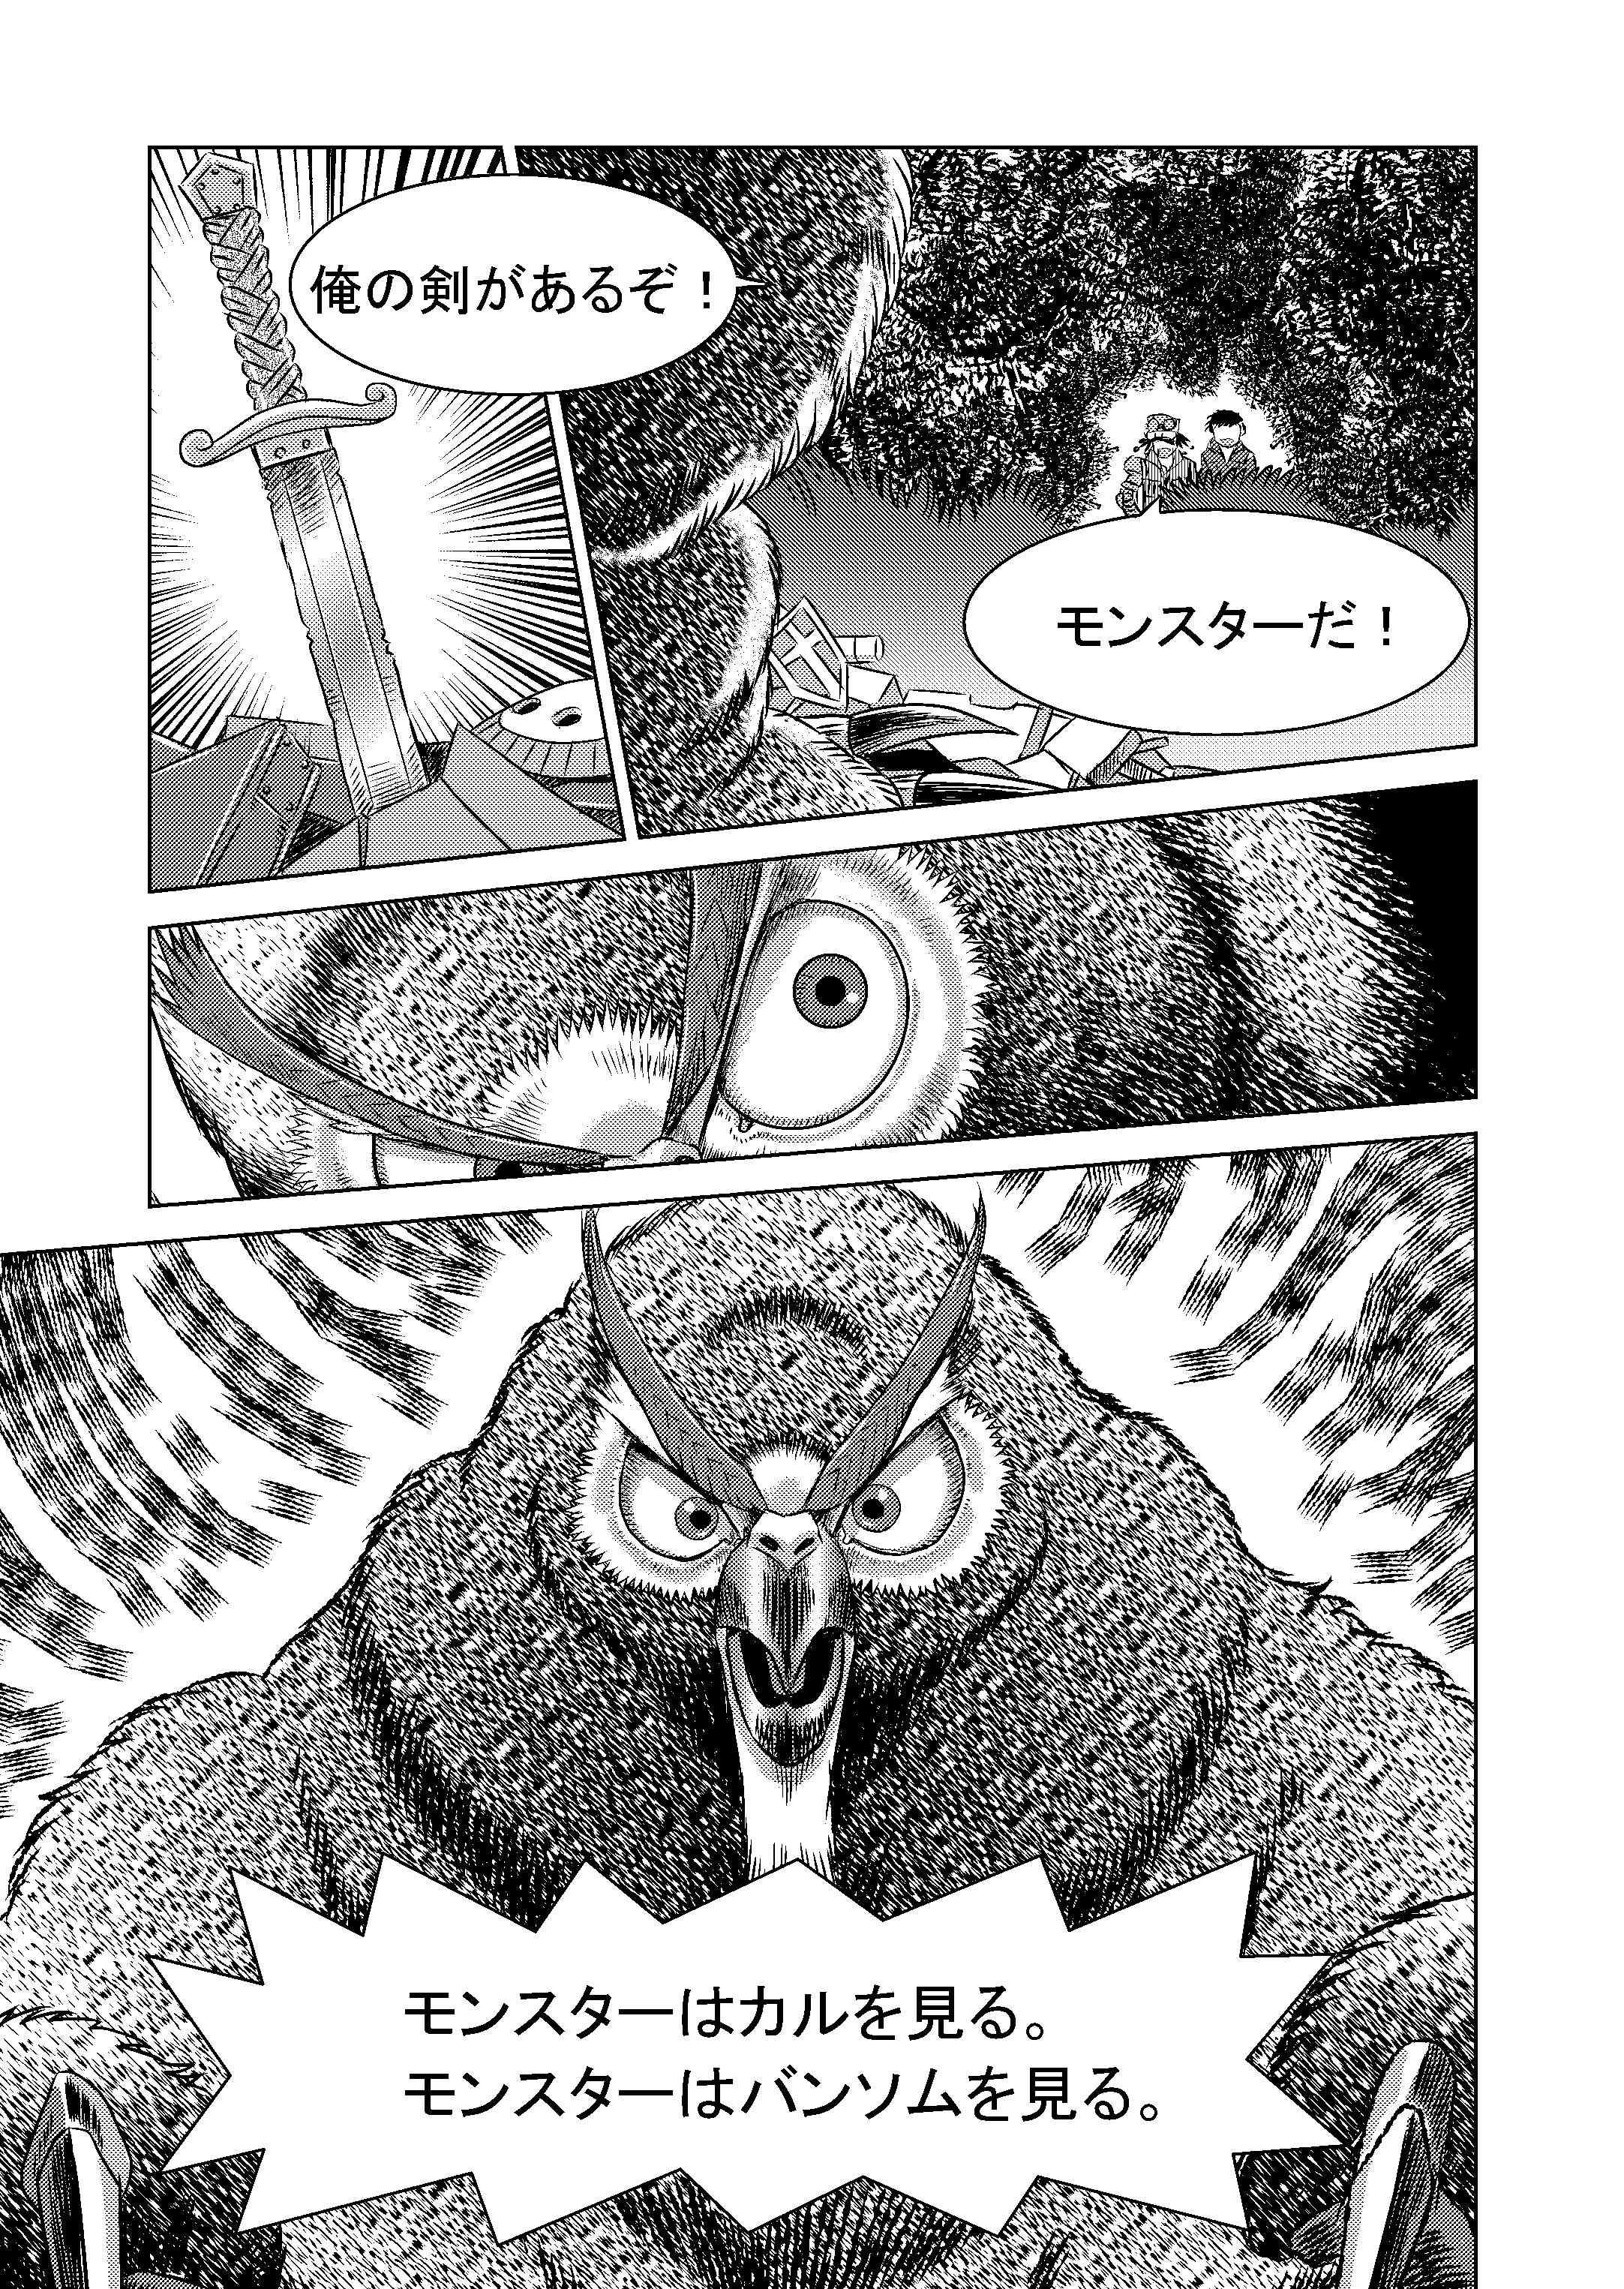 モンスターだ！
俺の剣があるぞ！
モンスターはカルを見る。
モンスターはバンソムを見る。